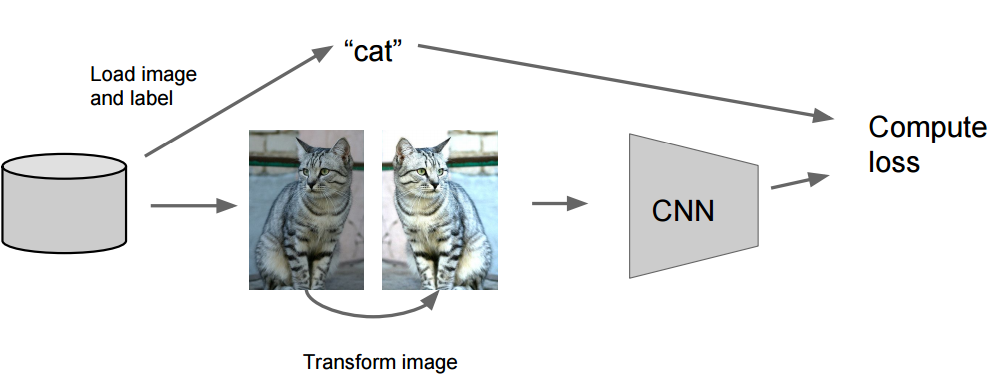 “cat”
Load image
and label
Compute
loss
CNN
Transform image